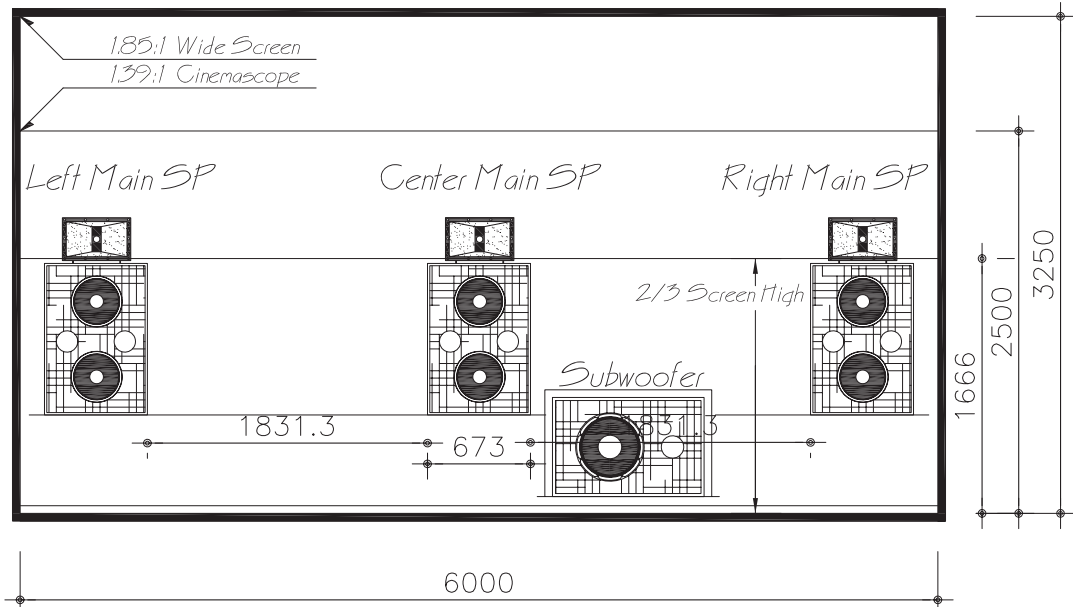 1.85:1 Wide Screen
1.39:1 Cinemascope
Left Main SP
Center Main SP
Right Main SP
2/3 Screen High
Subwoofer
1831.3
673
1831.3
1666
2500
3250
6000